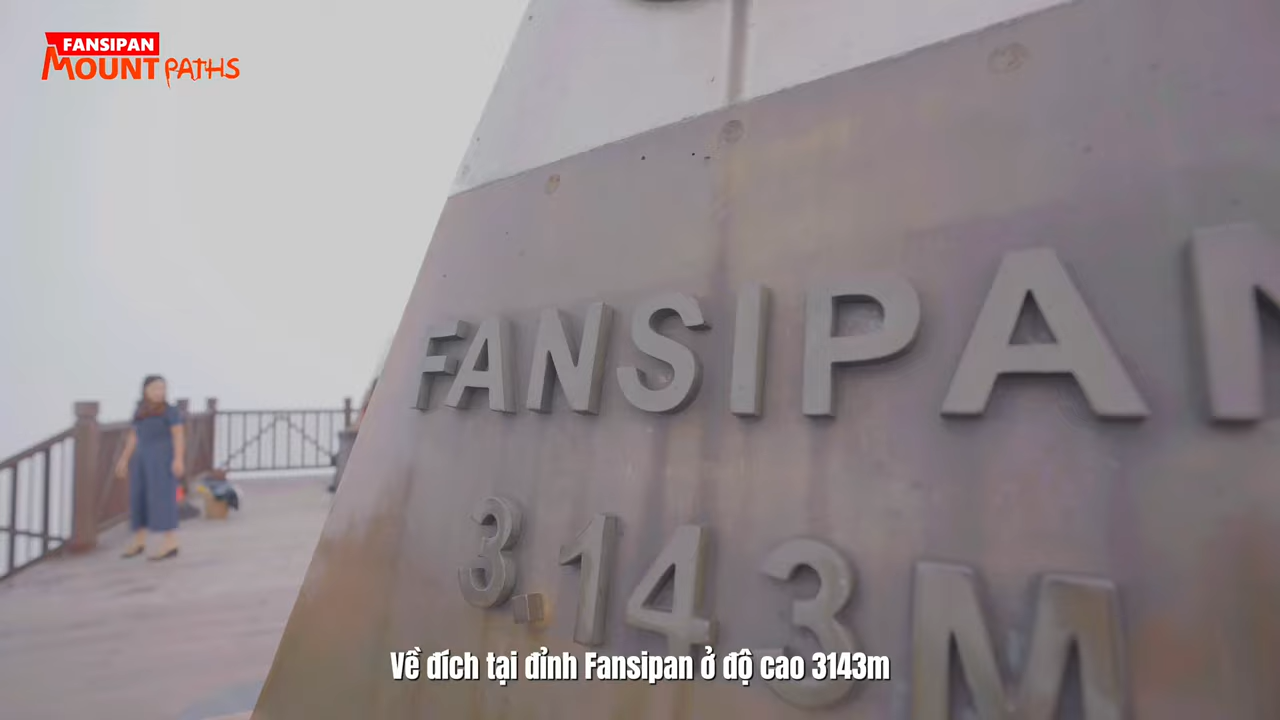 FANSIPAN
MOUNT PATHS
FANSIPAN
3.143M
Về đích tại đỉnh Fansipan ở độ cao 3143m